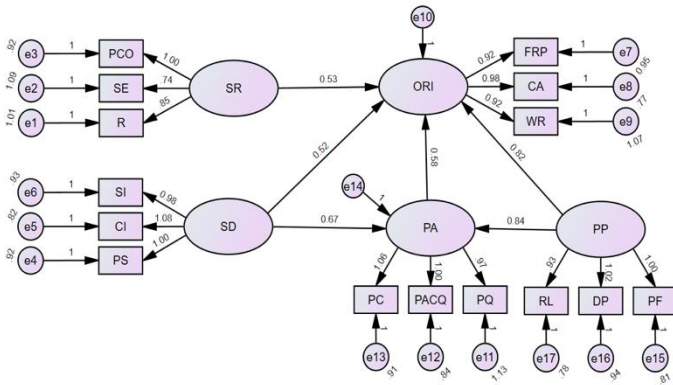 e10
1
.92
e3
1
PCO
1.00
0.92
FRP
1
e7
0.95
1.09
e2
1
SE
.74
SR
0.53
ORI
0.98
CA
1
e8
.77
1.01
e1
1
R
.85
0.92
WR
1
e9
1.07
.93
e6
1
SI
0.98
0.52
0.58
0.82
e14
1
.82
e5
1
CI
1.08
SD
0.67
PA
0.84
PP
.92
e4
1
PS
1.00
1.06
1.00
.97
.93
1.02
1.00
PC
PACQ
PQ
RL
DP
PF
1
1
1
1
1
1
e13
e12
e11
e17
e16
e15
.91
.84
1.13
.78
.94
.81